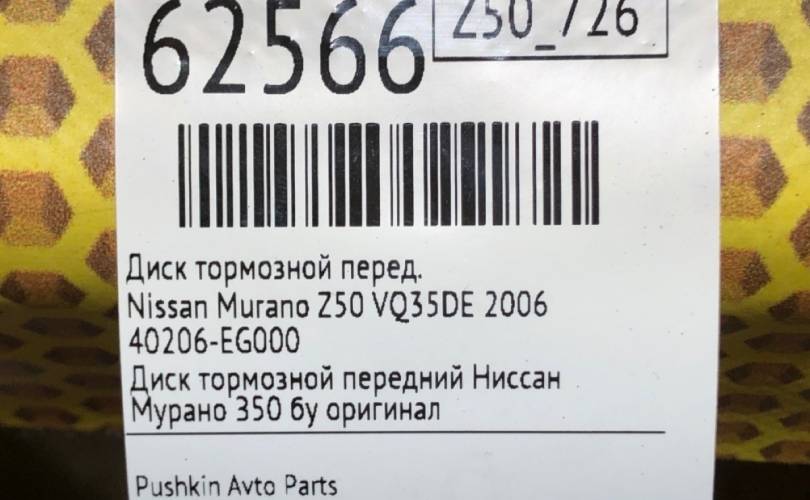 62566
Z50_726
Диск тормозной перед.
Nissan Murano Z50 VQ35DE 2006
40206-EG000
Диск тормозной передний Ниссан
Мурано 350 бу оригинал
Pushkin Avto Parts